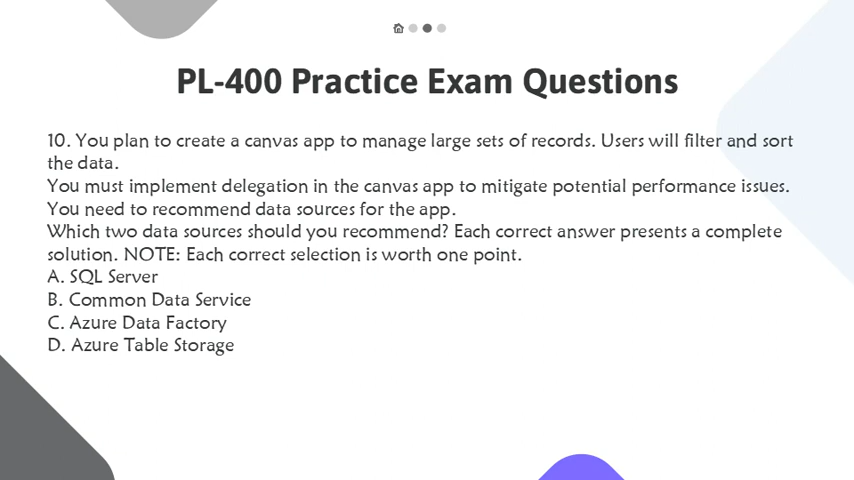 PL-400 Practice Exam Questions
10. You plan to create a canvas app to manage large sets of records. Users will filter and sort
the data.
You must implement delegation in the canvas app to mitigate potential performance issues.
You need to recommend data sources for the app.
Which two data sources should you recommend? Each correct answer presents a complete
solution. NOTE: Each correct selection is worth one point.
A. SQL Server
B. Common Data Service
C. Azure Data Factory
D. Azure Table Storage